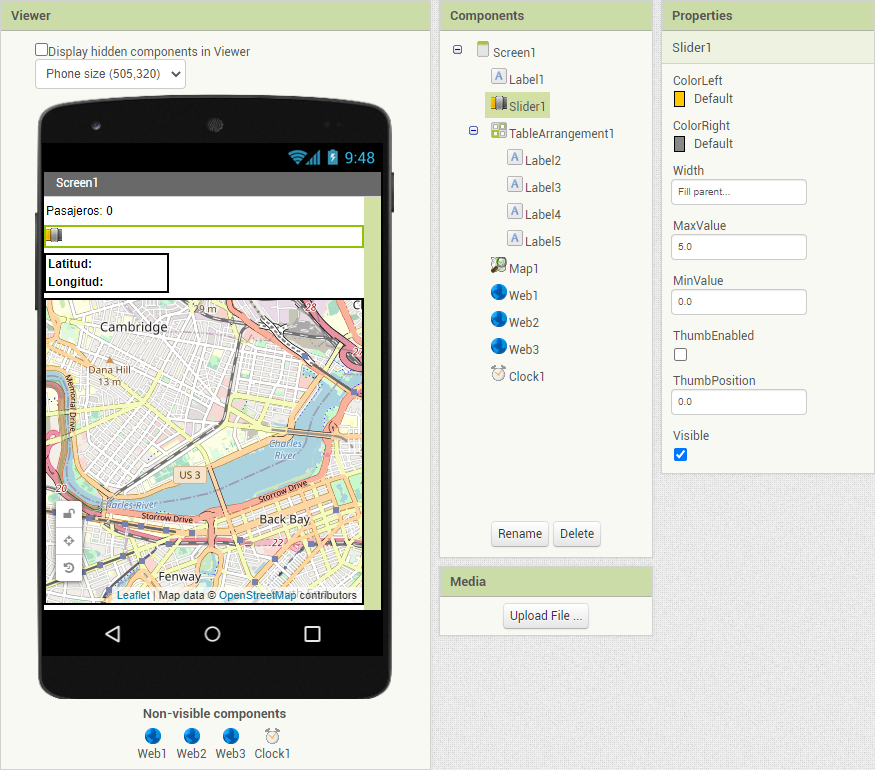 Viewer
Display hidden components in Viewer
Phone size (505,320)
9:48
Screen1
Pasajeros: 0
Latitud:
Longitud:
29 m
28
Cambridge
27
Dana Hill
13 m
Memorial Drive
Charles
River
US 3
20
Charles River
Storrow Drive
Storrow Drive
Back Bay
22
Fenway
Leaflet | Map data © OpenStreetMap contributors
Non-visible components
Web1 Web2 Web3 Clock1
Components
Screen1
Label1
Slider1
TableArrangement1
Label2
Label3
Label4
Label5
Map1
Web1
Web2
Web3
Clock1
Rename Delete
Media
Upload File ...
Properties
Slider1
ColorLeft
Default
ColorRight
Default
Width
Fill parent...
MaxValue
5.0
MinValue
0.0
ThumbEnabled
ThumbPosition
0.0
Visible